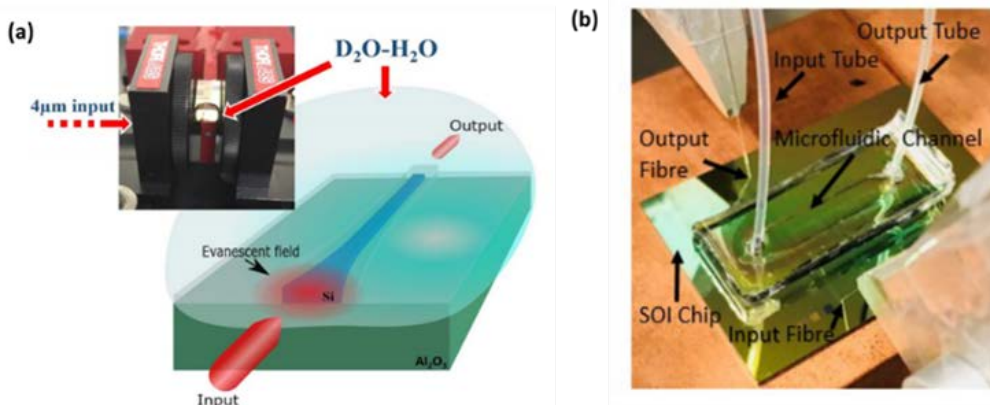 (a)
D₂O-H₂O
4µm input
Output
Evanescent field
Si
Al₂O₃
Input
(b)
Output Tube
Input Tube
Output
Fibre
Microfluidic Channel
SOI Chip
Input Fibre